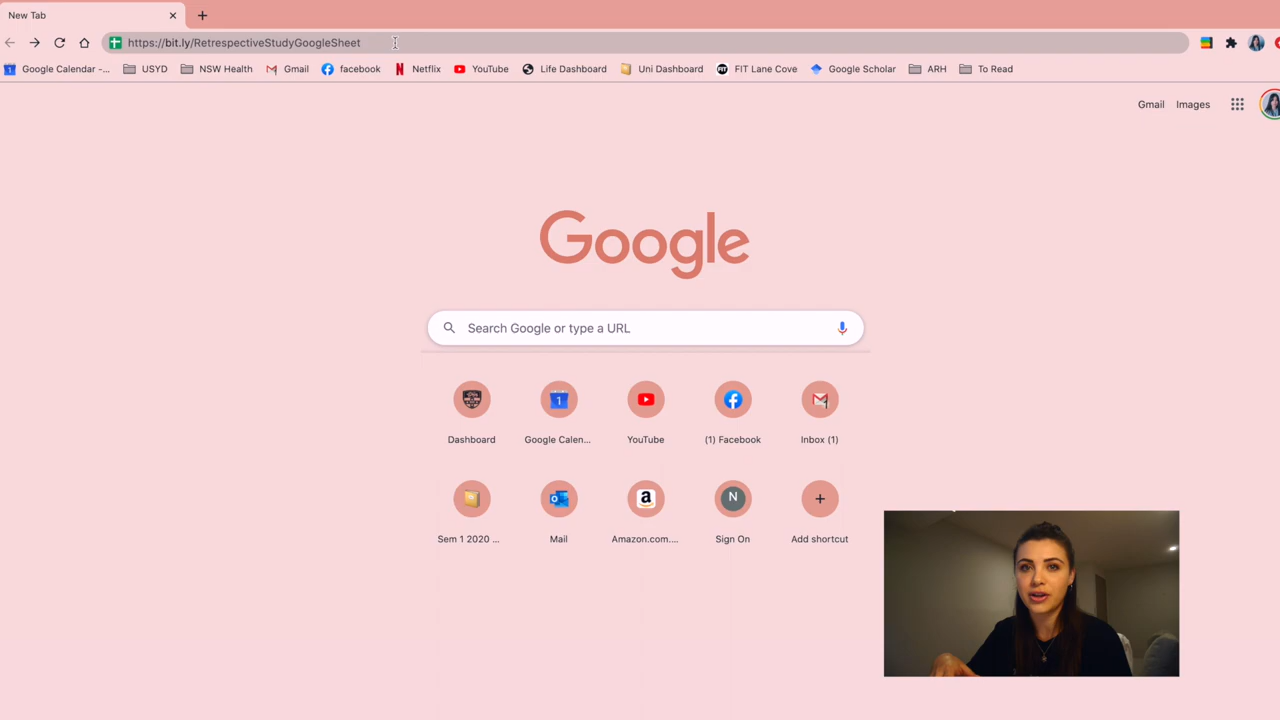 New Tab
https://bit.ly/RetrespectiveStudyGoogleSheet
Google Calendar -... USYD NSW Health Gmail facebook Netflix YouTube Life Dashboard Uni Dashboard FIT FIT Lane Cove Google Scholar ARH To Read
Gmail Images
Google
Search Google or type a URL
Dashboard Google Calen... YouTube (1) Facebook Inbox (1)
N
Sem 1 2020 ... Mail Amazon.com.... Sign On Add shortcut